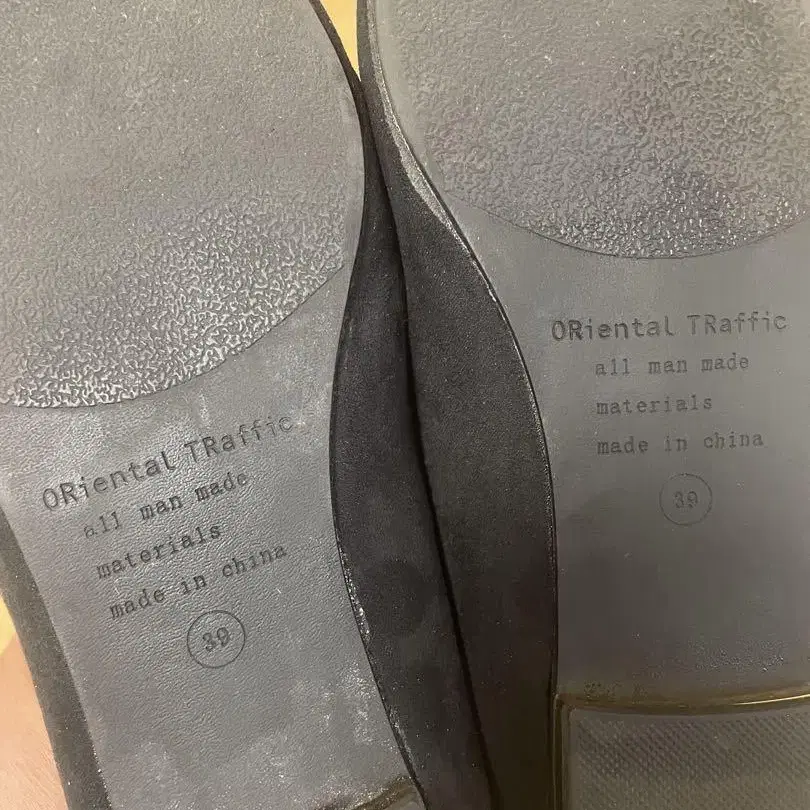 ORiental TRaffic
all man made
materials
made in china
39
ORiental TRaffic
all man made
materials
made in china
39